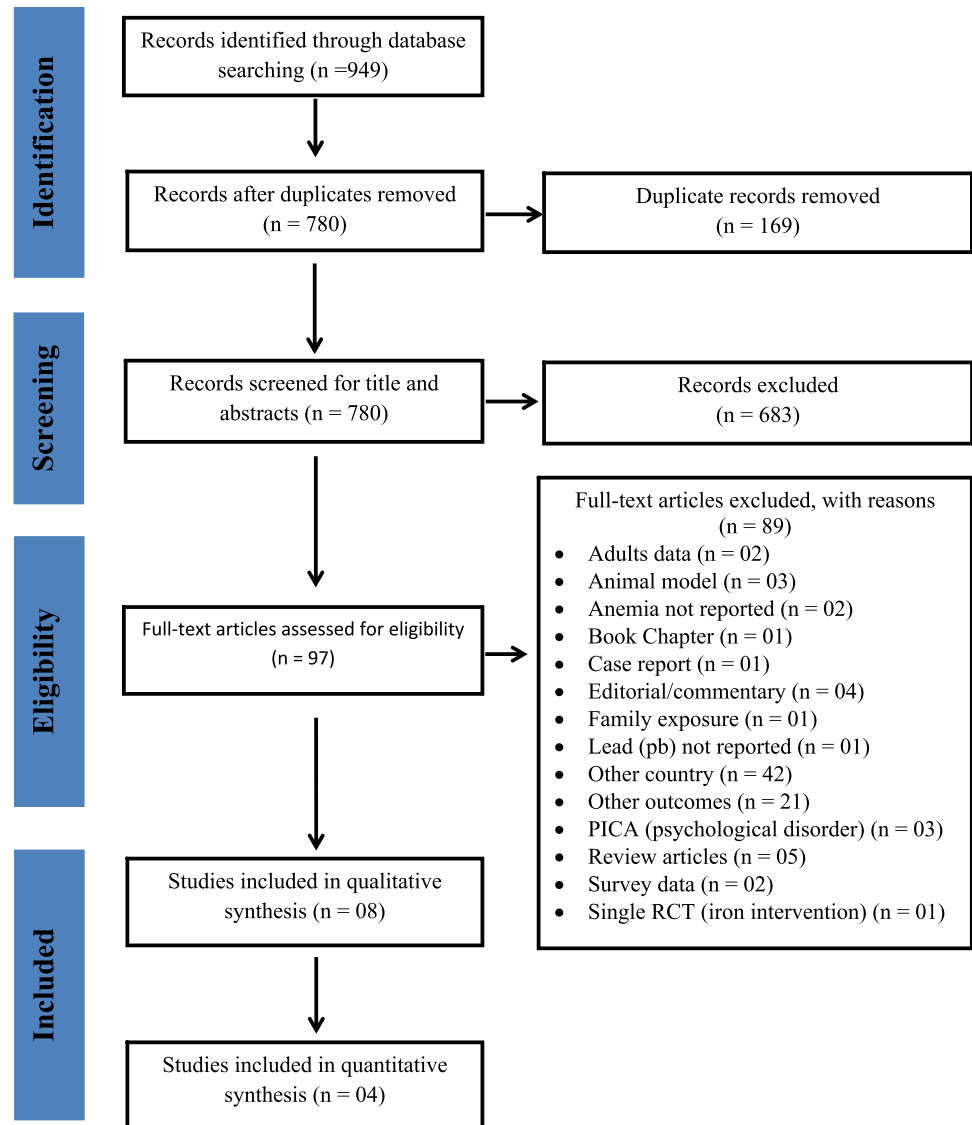 Identification
Records identified through database
searching (n =949)
Records after duplicates removed
(n = 780)
Duplicate records removed
(n = 169)
Screening
Records screened for title and
abstracts (n = 780)
Records excluded
(n = 683)
Eligibility
Full-text articles assessed for eligibility
(n = 97)
Full-text articles excluded, with reasons
(n = 89)
• Adults data (n = 02)
• Animal model (n = 03)
• Anemia not reported (n = 02)
• Book Chapter (n = 01)
• Case report (n = 01)
• Editorial/commentary (n = 04)
• Family exposure (n = 01)
• Lead (pb) not reported (n = 01)
• Other country (n = 42)
• Other outcomes (n = 21)
• PICA (psychological disorder) (n = 03)
• Review articles (n = 05)
• Survey data (n = 02)
• Single RCT (iron intervention) (n = 01)
Included
Studies included in qualitative
synthesis (n = 08)
Studies included in quantitative
synthesis (n = 04)